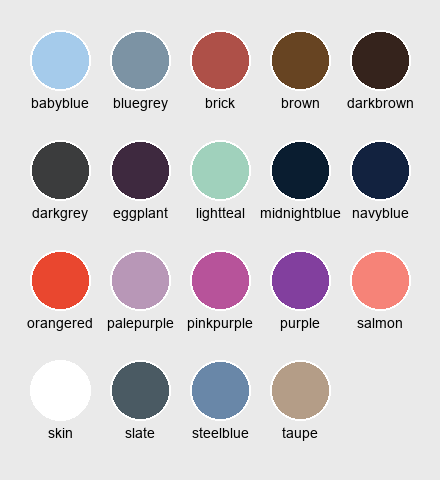 babyblue bluegrey brick brown darkbrown
darkgrey eggplant lightteal midnightblue navyblue
orangered palepurple pinkpurple purple salmon
skin slate steelblue taupe